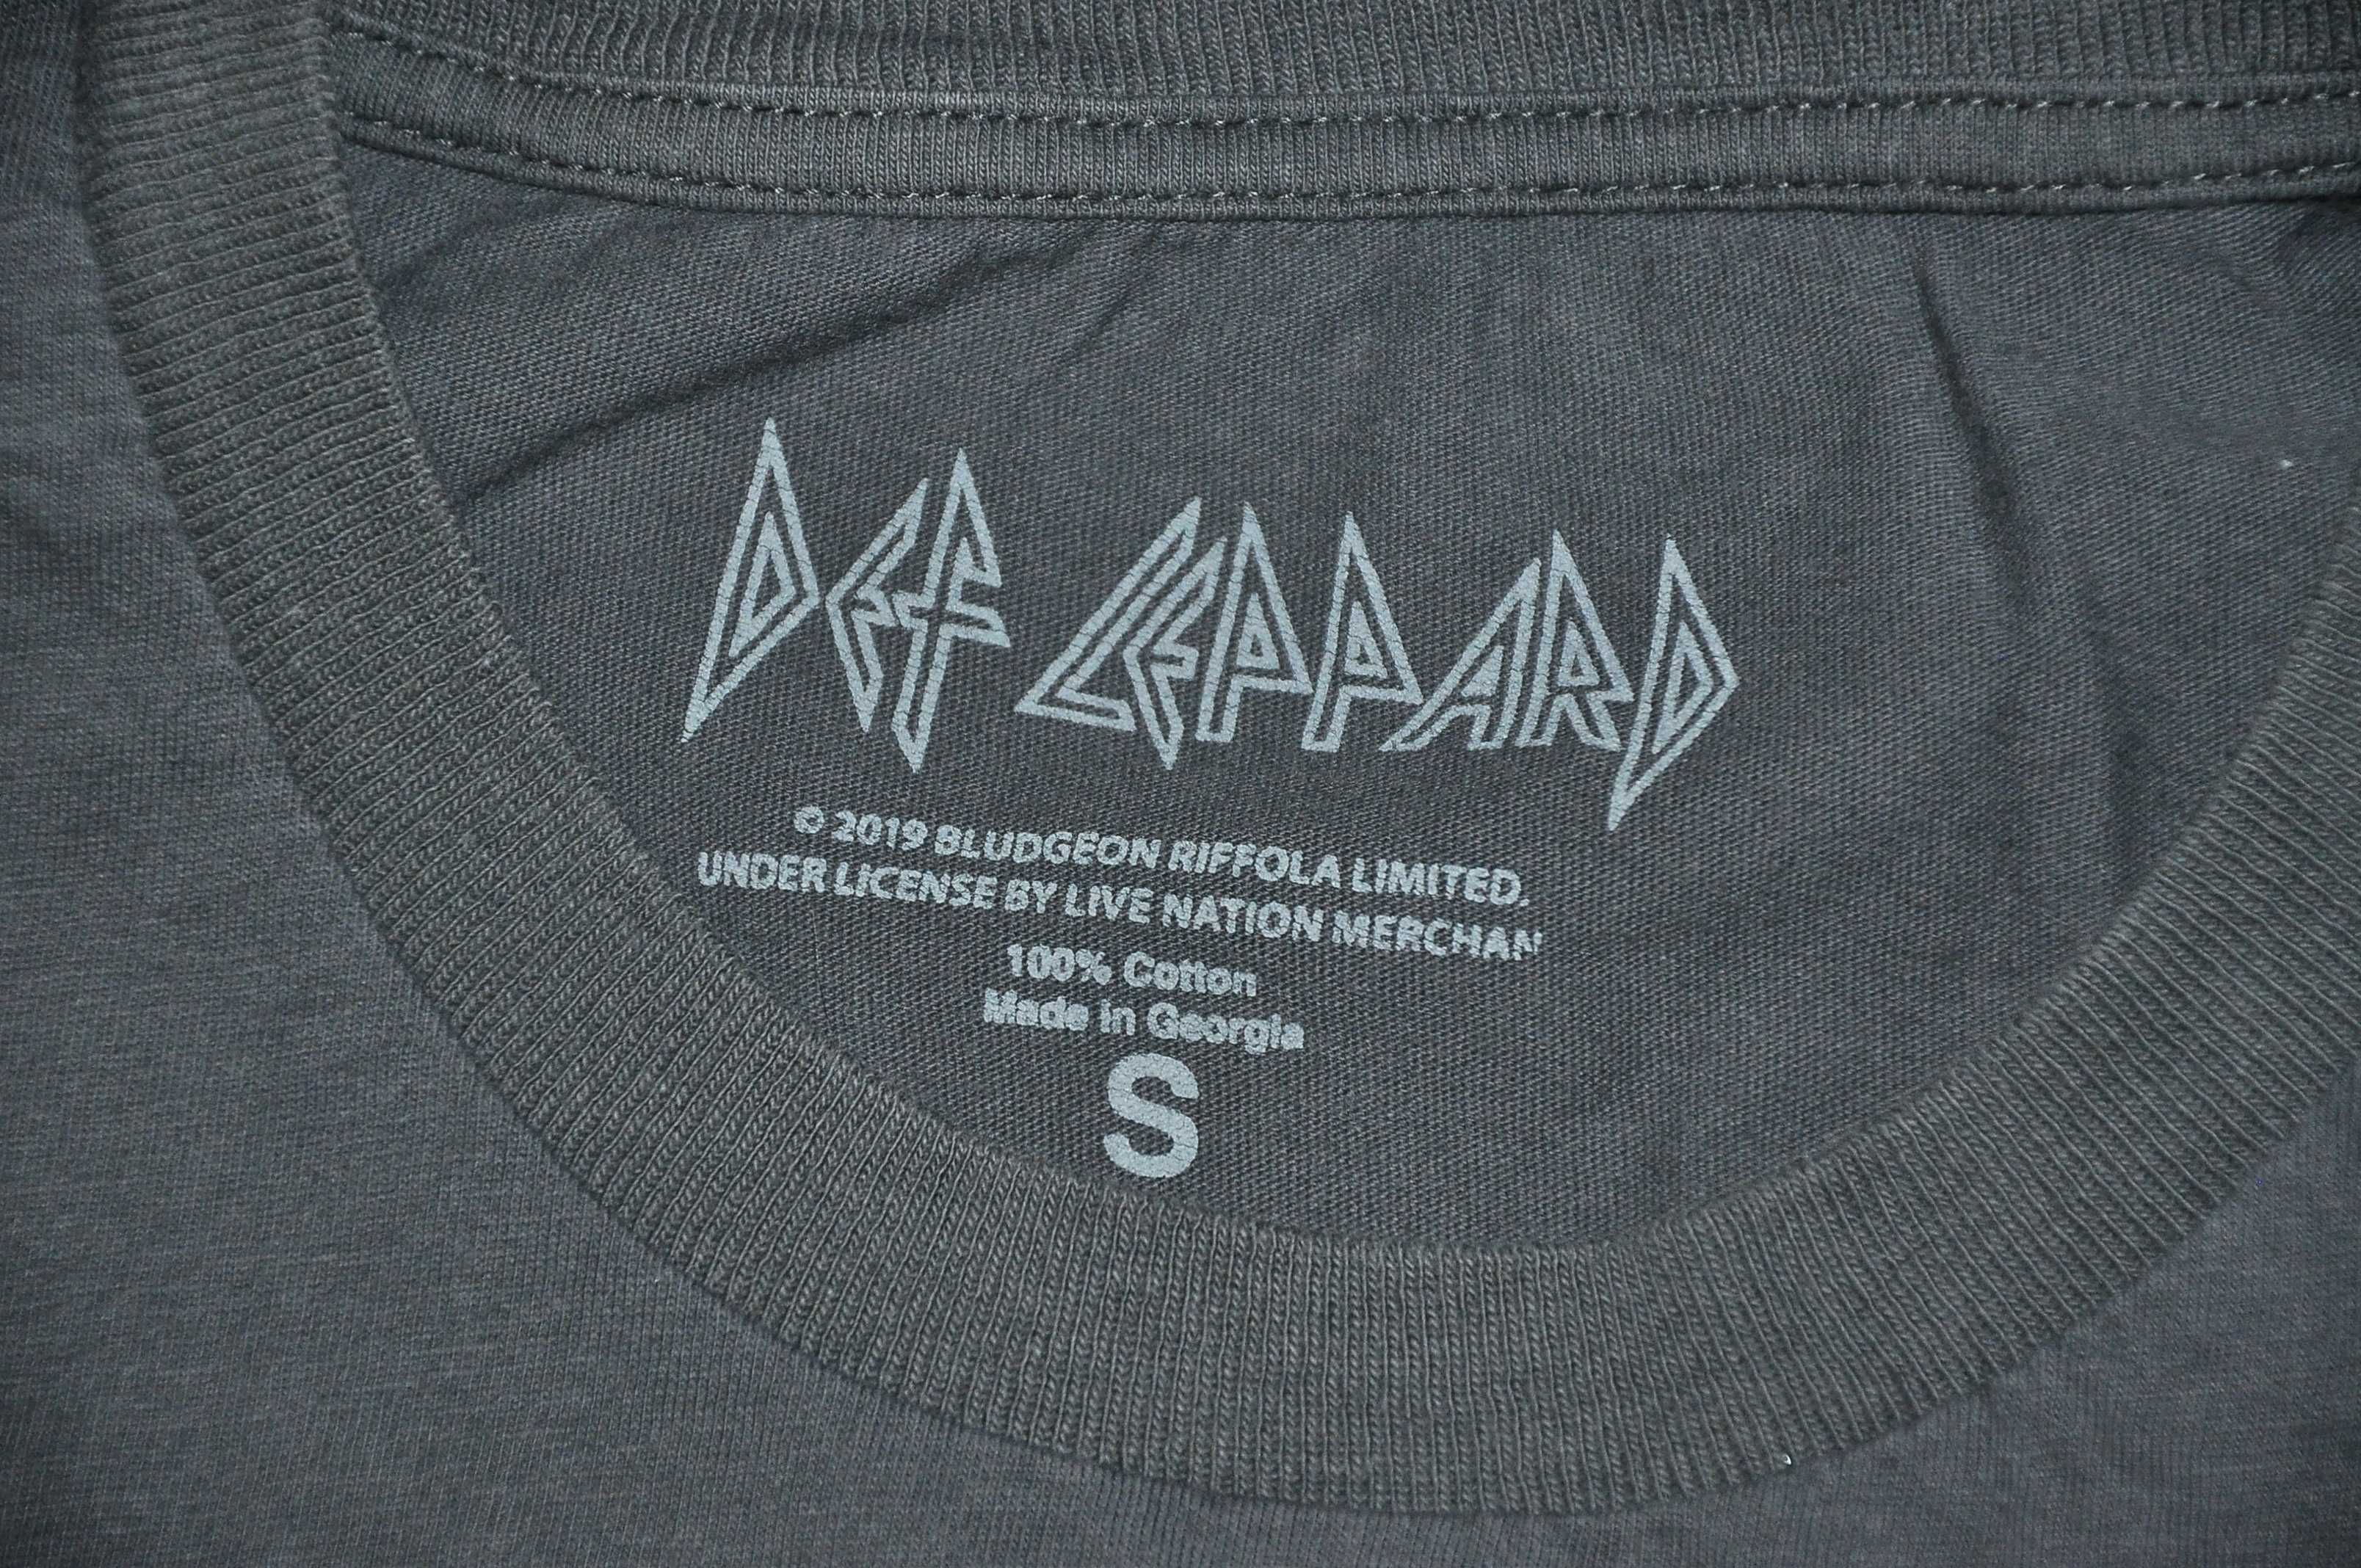 DEF LEPPARD
© 2019 BLUDGEON RIFFOLA LIMITED.
UNDER LICENSE BY LIVE NATION MERCHAN
100% Cotton
Made in Georgia
S